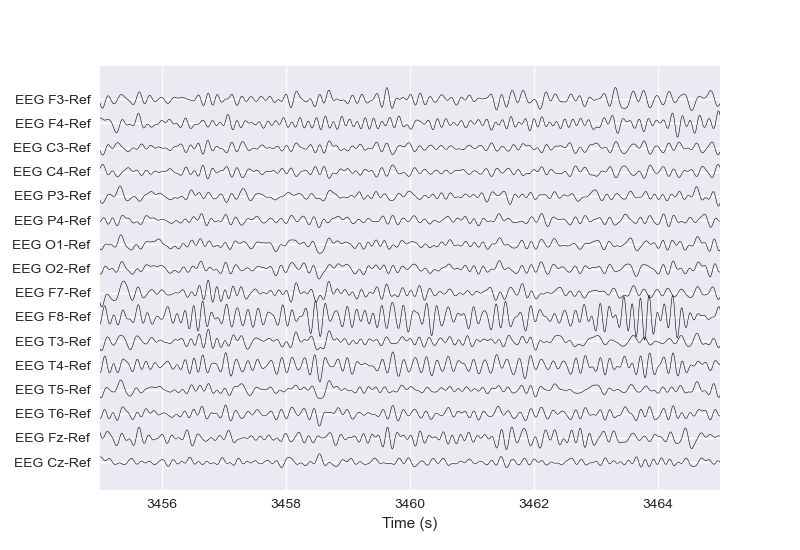 EEG F3-Ref
EEG F4-Ref
EEG C3-Ref
EEG C4-Ref
EEG P3-Ref
EEG P4-Ref
EEG O1-Ref
EEG O2-Ref
EEG F7-Ref
EEG F8-Ref
EEG T3-Ref
EEG T4-Ref
EEG T5-Ref
EEG T6-Ref
EEG Fz-Ref
EEG Cz-Ref
3456 3458 3460 3462 3464
Time (s)